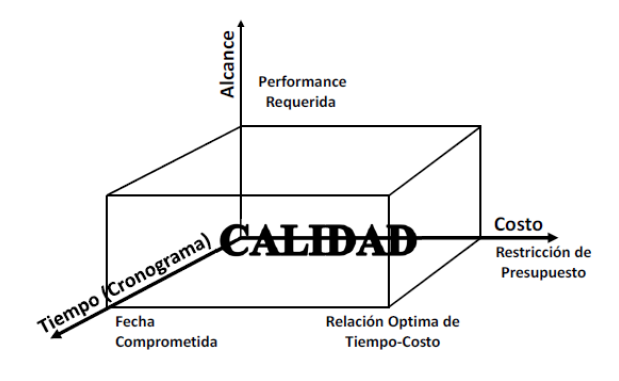 Alcance
Performance
Requerida
CALIDAD
Costo
Restricción de
Presupuesto
Tiempo (Cronograma)
Fecha
Comprometida
Relación Optima de
Tiempo-Costo